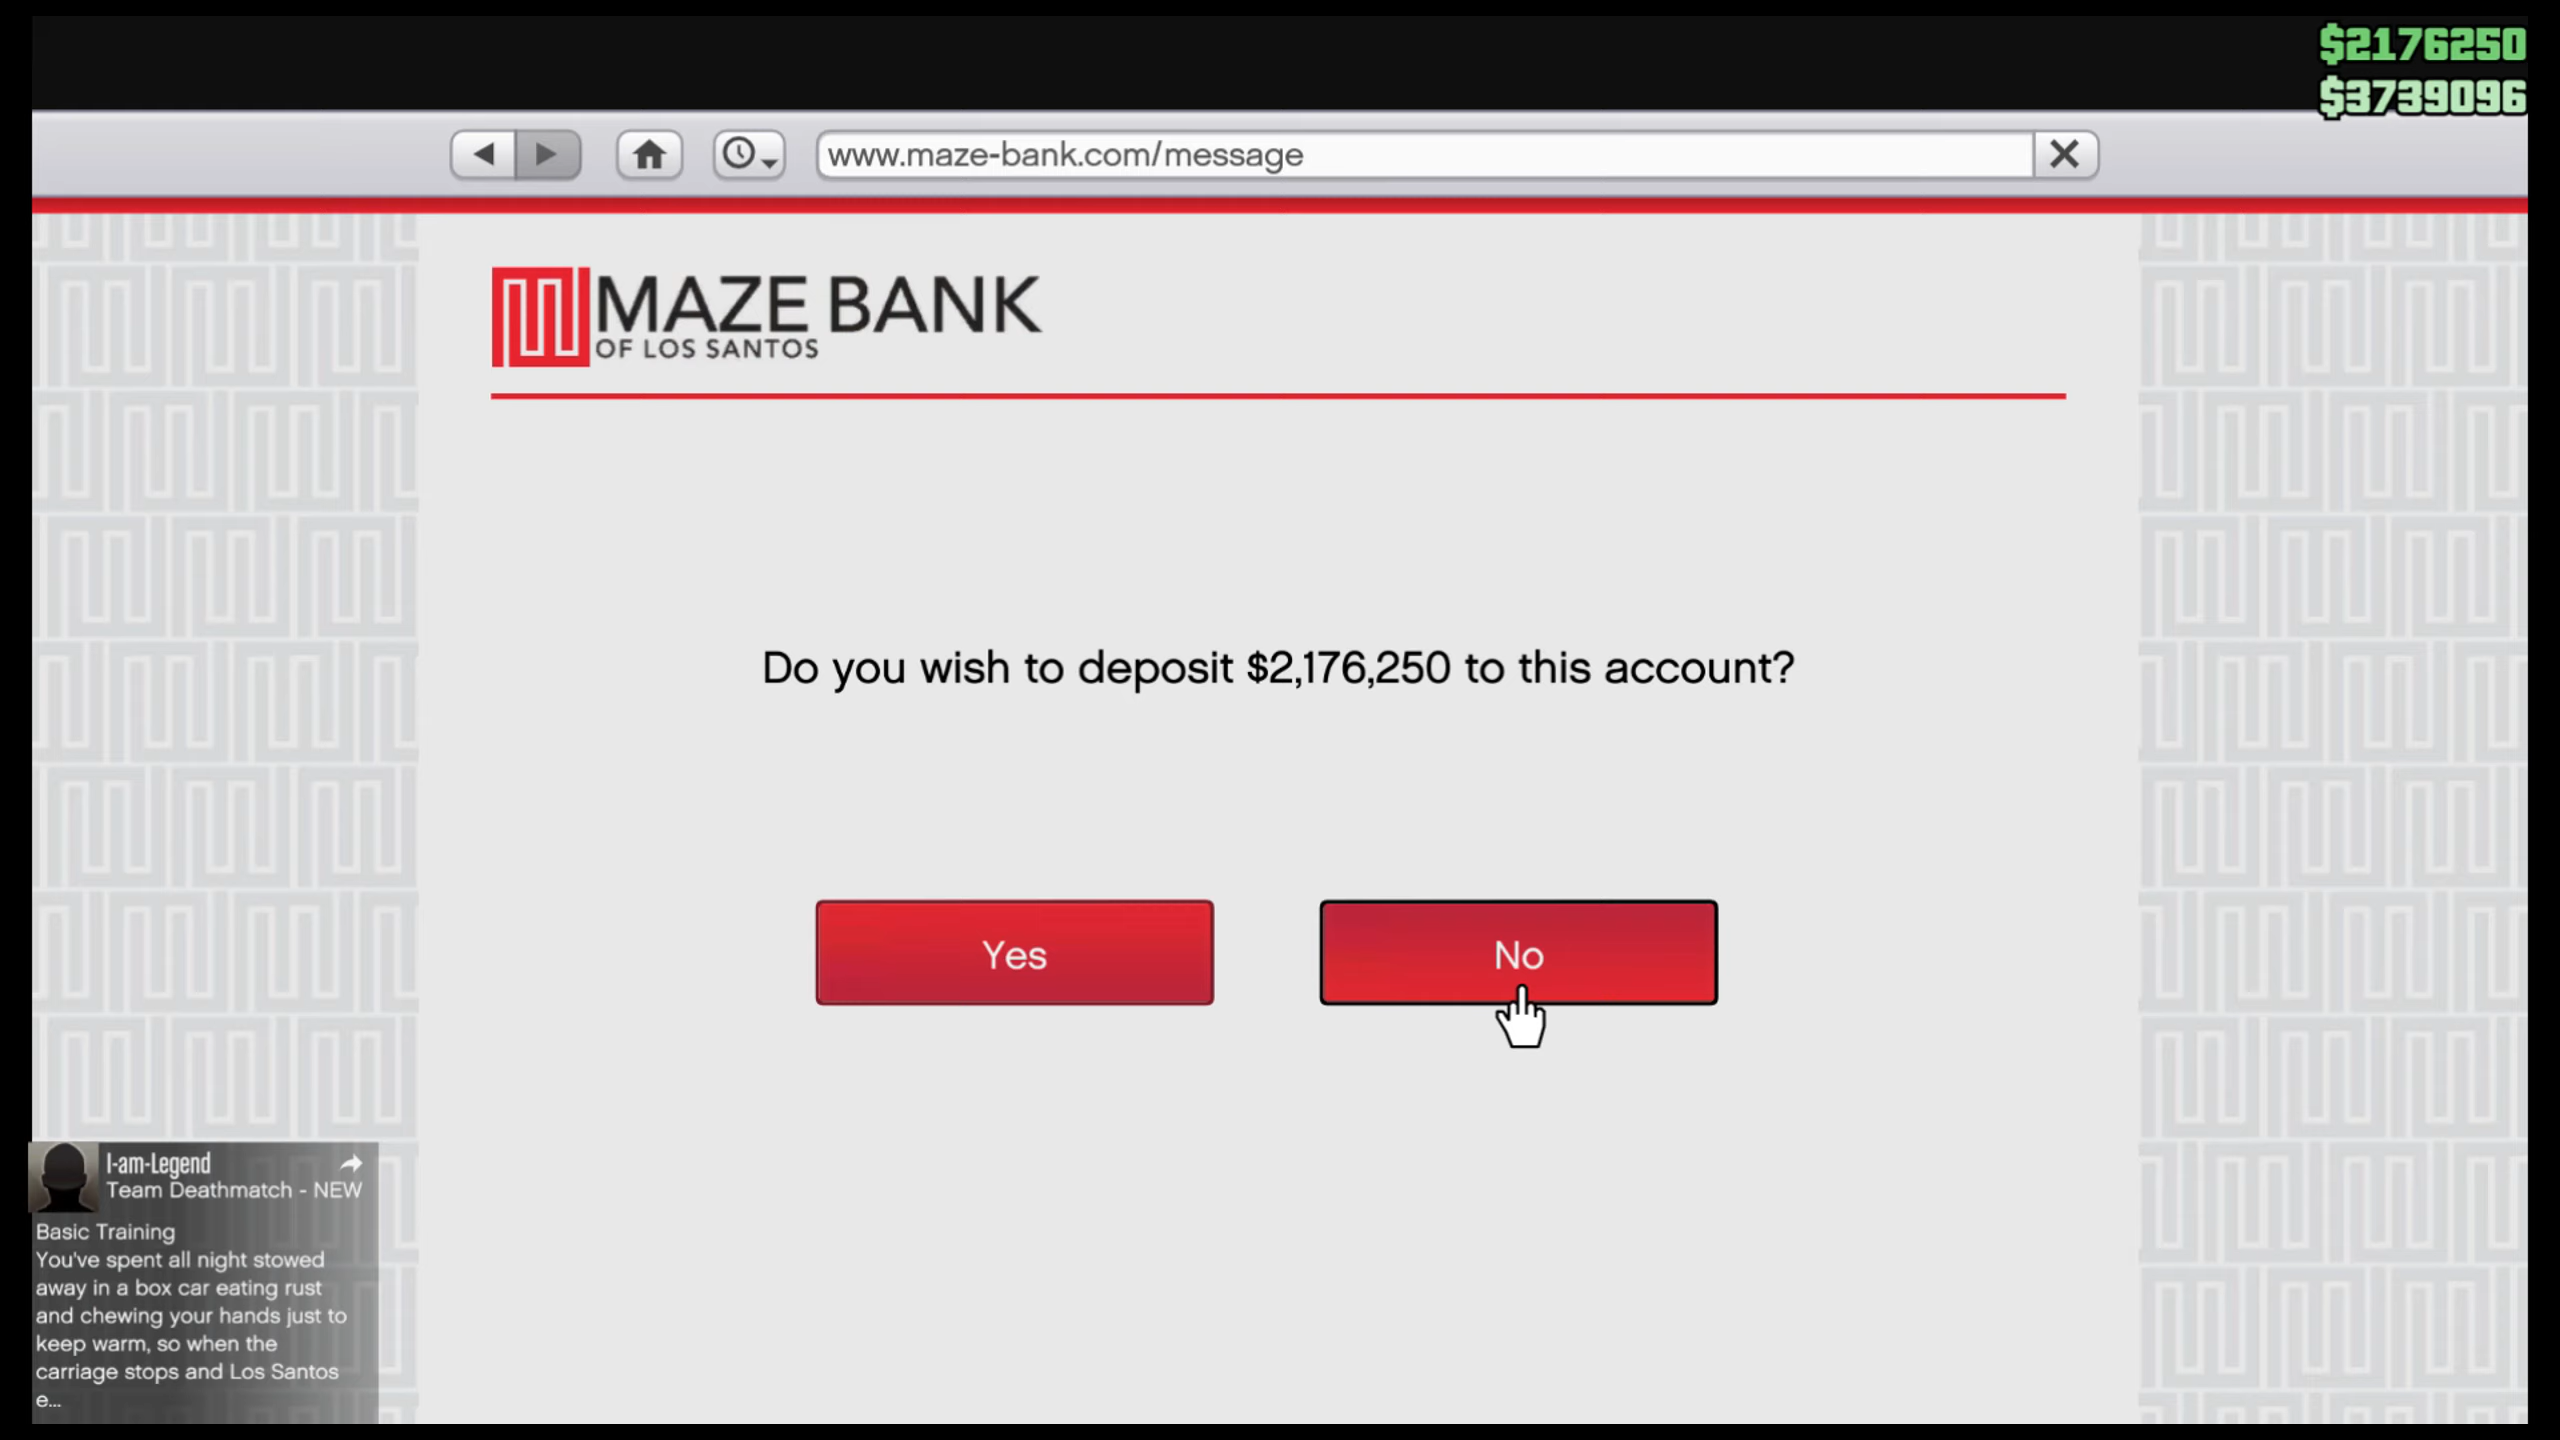 $2176250
$3739096
www.maze-bank.com/message
MAZE BANK
OF LOS SANTOS
Do you wish to deposit $2,176,250 to this account?
Yes
No
I-am-Legend
Team Deathmatch - NEW
Basic Training
You've spent all night stowed
away in a box car eating rust
and chewing your hands just to
keep warm, so when the
carriage stops and Los Santos
e...